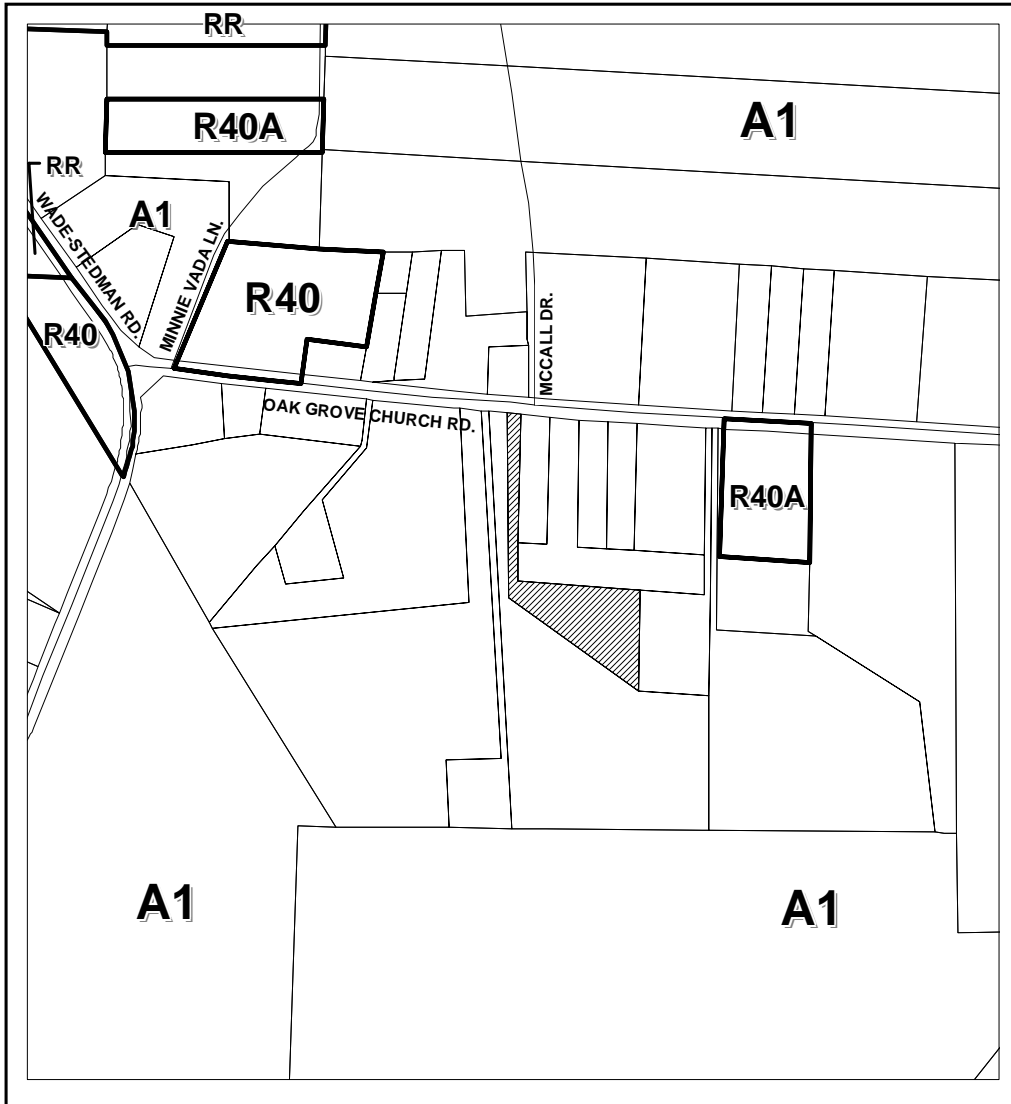 RR
R40A
A1
RR
A1
WADE-STEDMAN RD.
MINNIE VADA LN.
R40
R40
MCCALL DR.
OAK GROVE CHURCH RD.
R40A
A1
A1